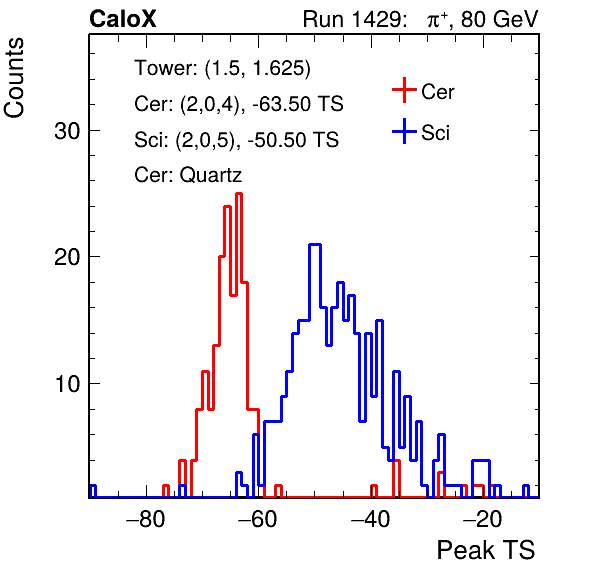 CaloX Run 1429: π⁺, 80 GeV
Counts
Tower: (1.5, 1.625)
Cer: (2,0,4), -63.50 TS
Sci: (2,0,5), -50.50 TS
Cer: Quartz
Cer
Sci
30
20
10
−80 −60 −40 −20
Peak TS